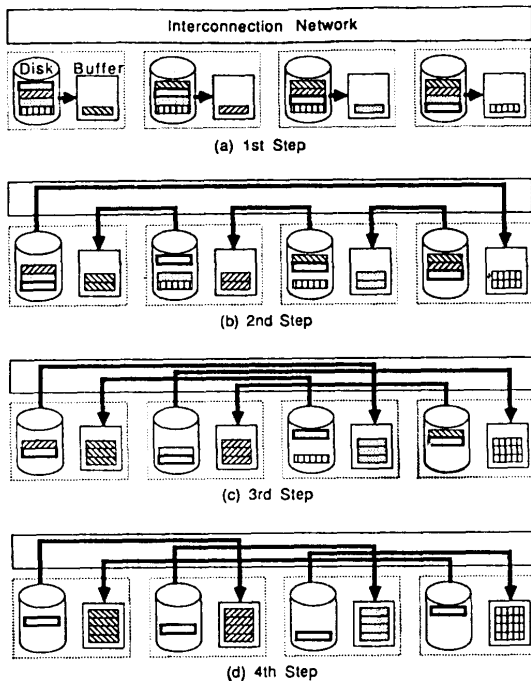 Interconnection Network
Disk Buffer
(a) 1st Step
(b) 2nd Step
(c) 3rd Step
(d) 4th Step